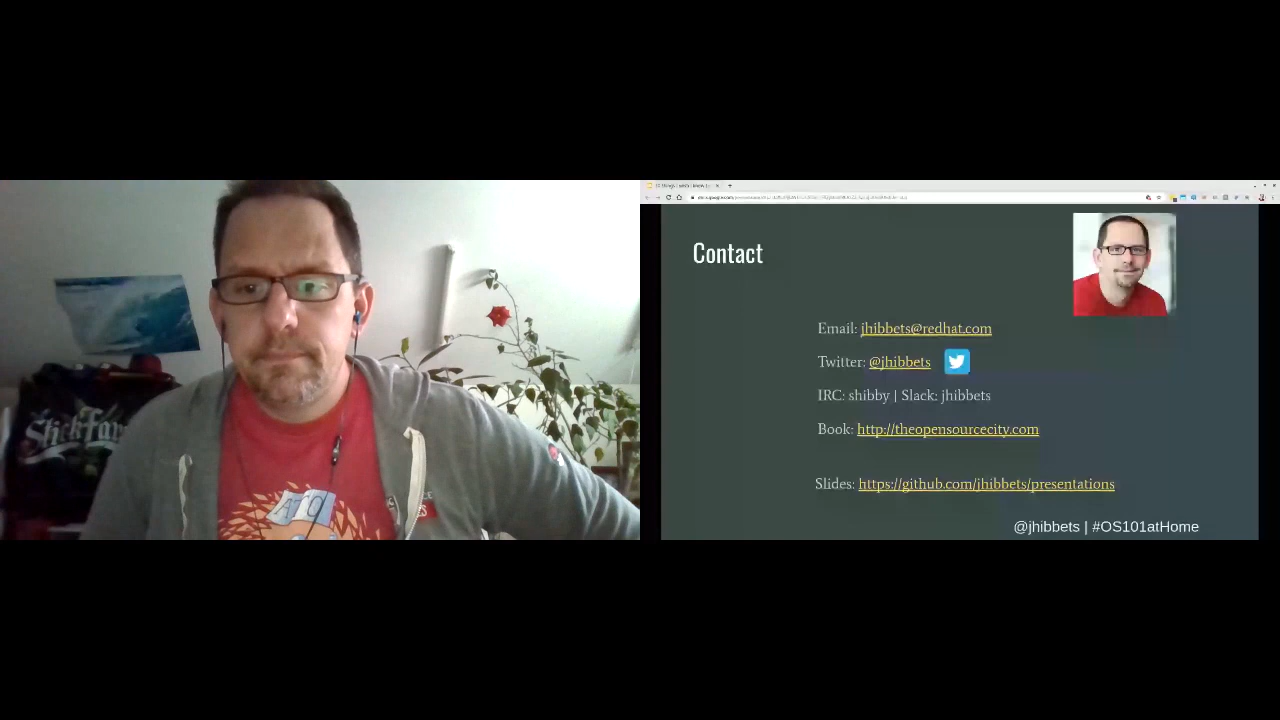 Contact
Email: jhibbets@redhat.com
Twitter: @jhibbets
IRC: shibby | Slack: jhibbets
Book: http://theopensourcecity.com
Slides: https://github.com/jhibbets/presentations
@jhibbets | #OS101atHome
ATO